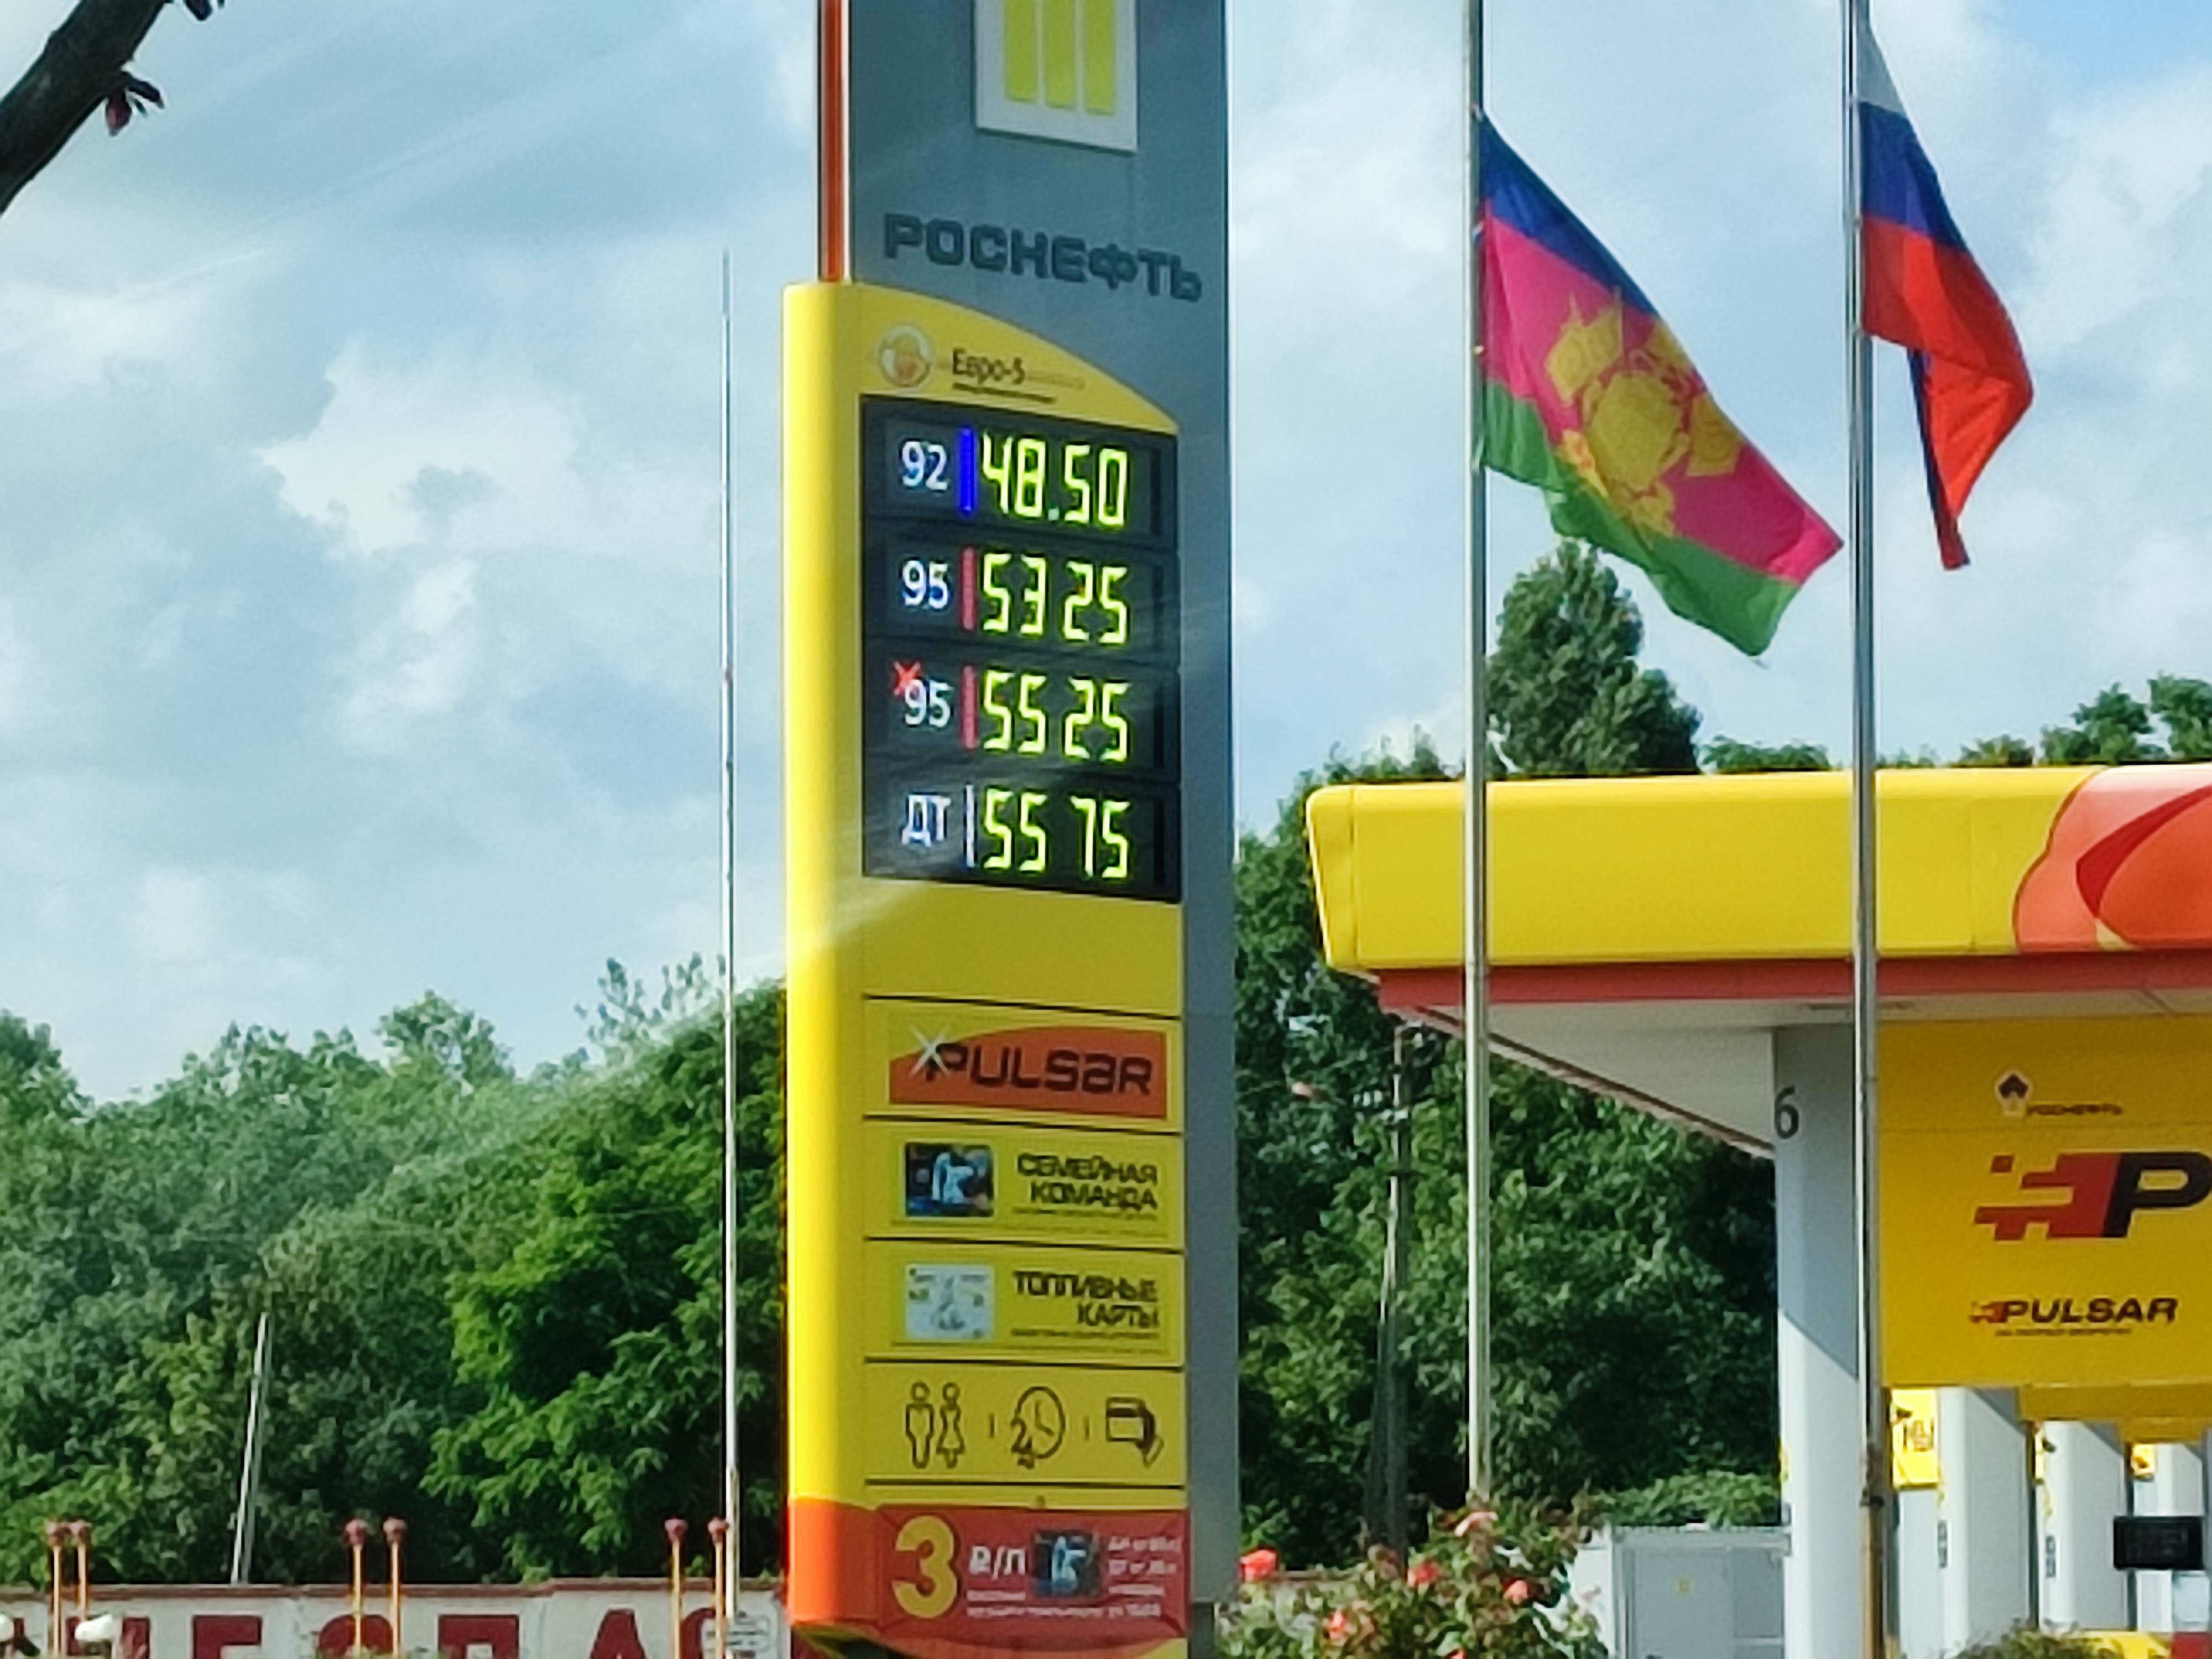 РОСНЕФТЬ
Евро-5
92 48.50
95 53 25
95 55 25
ДТ 55 75
PULSAR
СЕМЕЙНАЯ
КОМАНДА
ТОПЛИВНЫЕ
КАРТЫ
24
3 ₽/Л
6
РОСНЕФТЬ
P
PULSAR